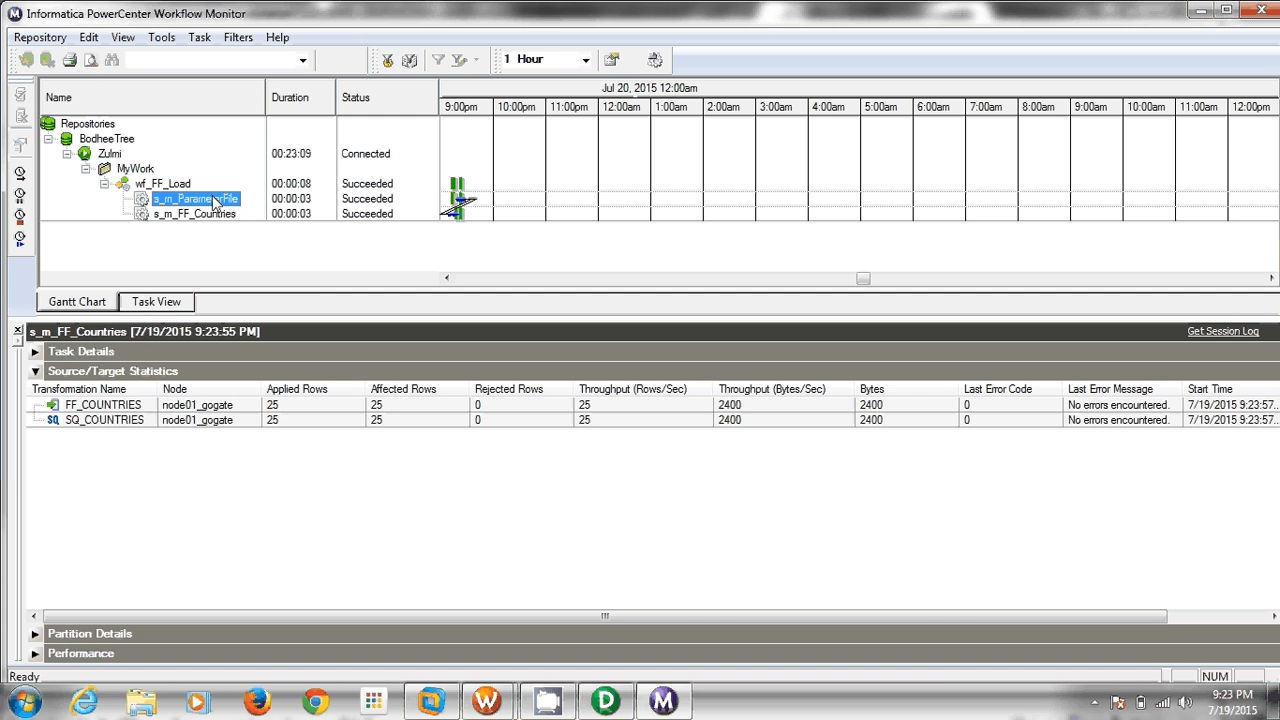 Informatica PowerCenter Workflow Monitor
Repository Edit View Tools Task Filters Help
1 Hour
Name Duration Status
Jul 20, 2015 12:00am
9:00pm 10:00pm 11:00pm 12:00am 1:00am 2:00am 3:00am 4:00am 5:00am 6:00am 7:00am 8:00am 9:00am 10:00am 11:00am 12:00pm
Repositories
BodheeTree
Zulmi 00:23:09 Connected
MyWork
wf_FF_Load 00:00:08 Succeeded
s_m_ParameterFile 00:00:03 Succeeded
s_m_FF_Countries 00:00:03 Succeeded
Gantt Chart Task View
s_m_FF_Countries [7/19/2015 9:23:55 PM] Get Session Log
Task Details
Source/Target Statistics
Transformation Name Node Applied Rows Affected Rows Rejected Rows Throughput (Rows/Sec) Throughput (Bytes/Sec) Bytes Last Error Code Last Error Message Start Time
FF_COUNTRIES node01_gogate 25 25 0 25 2400 2400 0 No errors encountered. 7/19/2015 9:23:57..
SQ SQ_COUNTRIES node01_gogate 25 25 0 25 2400 2400 0 No errors encountered. 7/19/2015 9:23:57..
Partition Details
Performance
Ready NUM
9:23 PM
7/19/2015